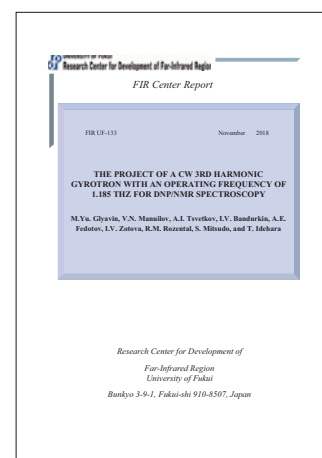 UNIVERSITY OF FUKUI
Research Center for Development of Far-Infrared Region
FIR Center Report
FIR UF-133 November 2018
THE PROJECT OF A CW 3RD HARMONIC
GYROTRON WITH AN OPERATING FREQUENCY OF
1.185 THZ FOR DNP/NMR SPECTROSCOPY
M.Yu. Glyavin, V.N. Manuilov, A.I. Tsvetkov, I.V. Bandurkin, A.E.
Fedotov, I.V. Zotova, R.M. Rozental, S. Mitsudo, and T. Idehara
Research Center for Development of
Far-Infrared Region
University of Fukui
Bunkyo 3-9-1, Fukui-shi 910-8507, Japan